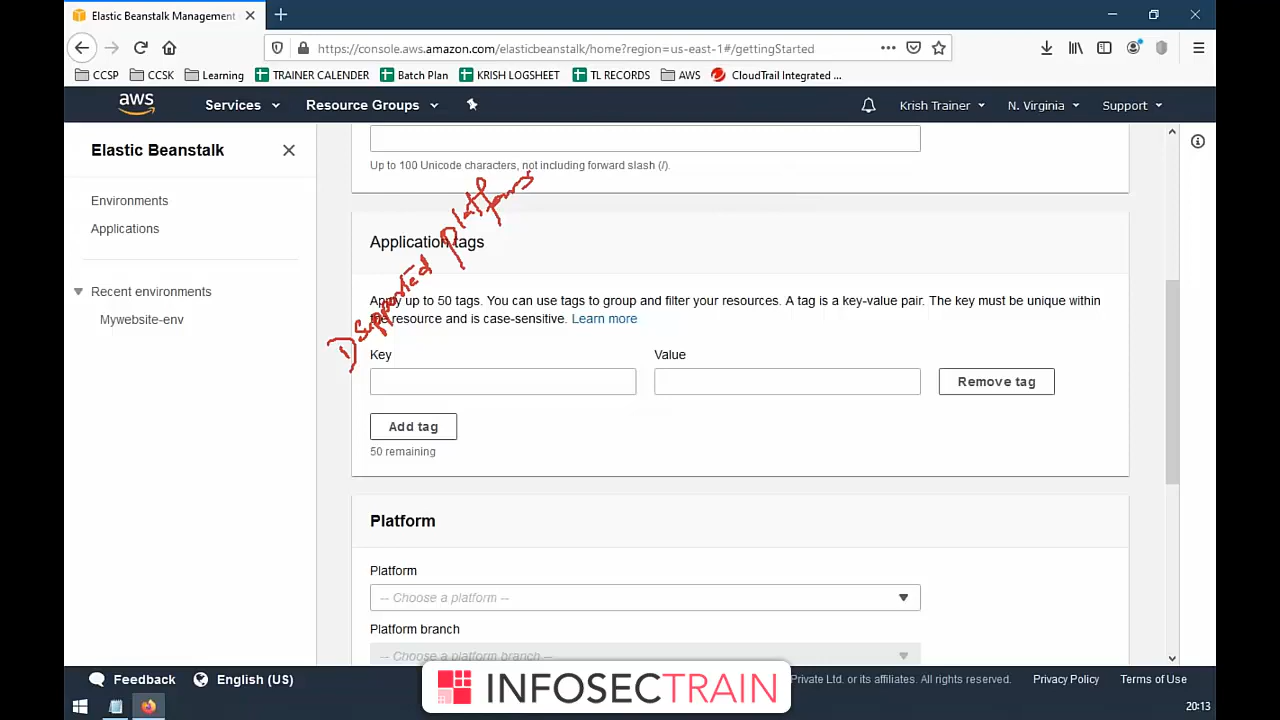 Elastic Beanstalk Management
https://console.aws.amazon.com/elasticbeanstalk/home?region=us-east-1#/gettingStarted
CCSP CCSK Learning TRAINER CALENDER Batch Plan KRISH LOGSHEET TL RECORDS AWS CloudTrail Integrated ...
aws Services Resource Groups Krish Trainer N. Virginia Support
Elastic Beanstalk
Environments
Applications
Recent environments
Mywebsite-env
Up to 100 Unicode characters, not including forward slash (/).
Supported Platforms
Application tags
Apply up to 50 tags. You can use tags to group and filter your resources. A tag is a key-value pair. The key must be unique within
the resource and is case-sensitive. Learn more
Key Value
Remove tag
Add tag
50 remaining
Platform
Platform
-- Choose a platform --
Platform branch
-- Choose a platform branch --
Feedback English (US) Private Ltd. or its affiliates. All rights reserved. Privacy Policy Terms of Use
INFOSECTRAIN
20:13